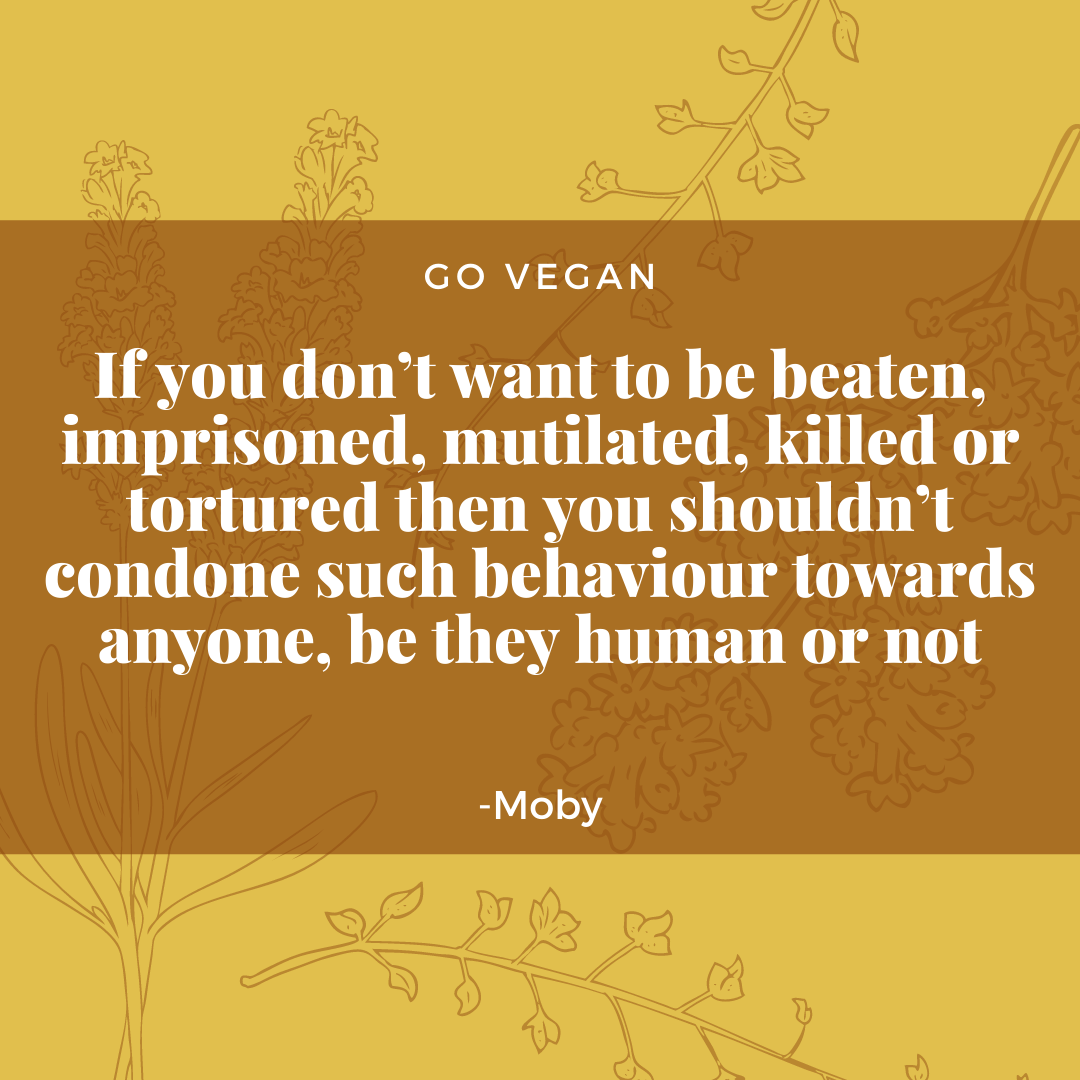 GO VEGAN
If you don’t want to be beaten,
imprisoned, mutilated, killed or
tortured then you shouldn’t
condone such behaviour towards
anyone, be they human or not
-Moby